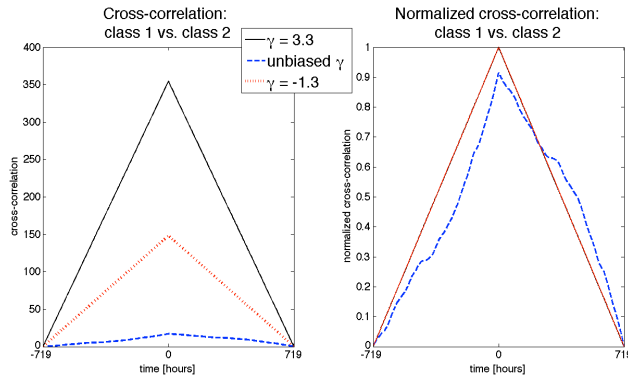 Cross-correlation:
class 1 vs. class 2
Normalized cross-correlation:
class 1 vs. class 2
γ = 3.3
unbiased γ
γ = -1.3
400
350
300
250
200
150
100
50
0
cross-correlation
-719
0
719
time [hours]
1
0.9
0.8
0.7
0.6
0.5
0.4
0.3
0.2
0.1
0
normalized cross-correlation
-719
0
719
time [hours]